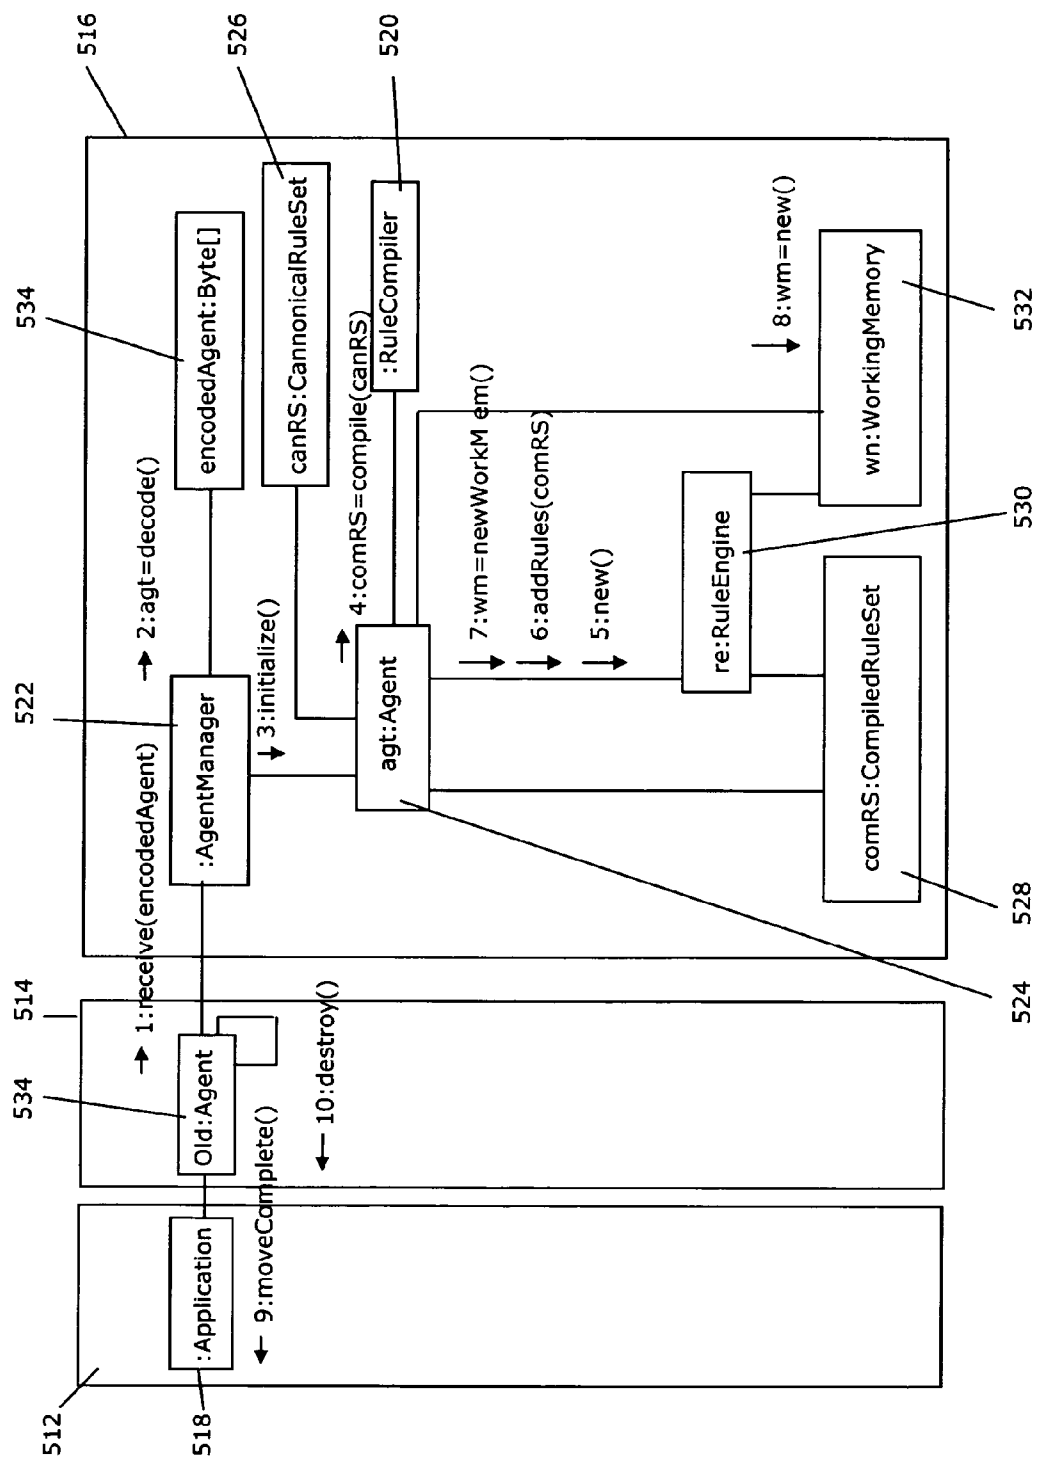 516
526
520
534
encodedAgent:Byte[]
canRS:CannonicalRuleSet
:RuleCompiler
8:wm=new()
wn:WorkingMemory
532
2:agt=decode()
4:comRS=compile(canRS)
7:wm=newWorkM em()
6:addRules(comRS)
5:new()
re:RuleEngine
530
522
:AgentManager
3:initialize()
agt:Agent
comRS:CompiledRuleSet
528
1:receive(encodedAgent)
514
524
534
Old:Agent
10:destroy()
9:moveComplete()
512
518
:Application